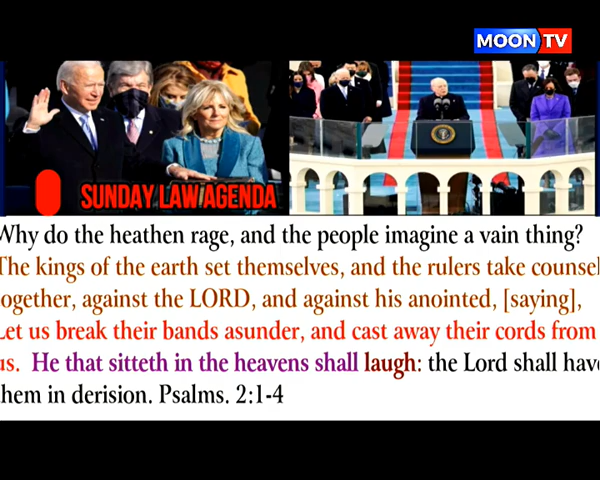 MOON TV
SUNDAY LAW AGENDA
Why do the heathen rage, and the people imagine a vain thing?
The kings of the earth set themselves, and the rulers take counsel
together, against the LORD, and against his anointed, [saying],
Let us break their bands asunder, and cast away their cords from
us. He that sitteth in the heavens shall laugh: the Lord shall have
them in derision. Psalms. 2:1-4